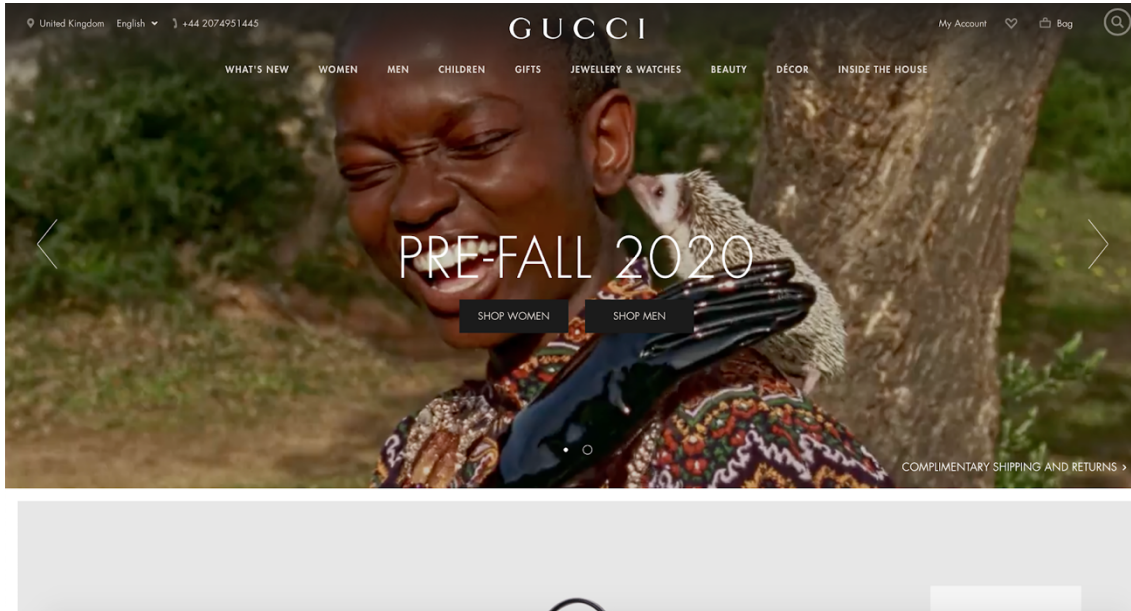 United Kingdom English +44 2074951445
GUCCI
My Account Bag
WHAT'S NEW WOMEN MEN CHILDREN GIFTS JEWELLERY & WATCHES BEAUTY DÉCOR INSIDE THE HOUSE
PRE-FALL 2020
SHOP WOMEN SHOP MEN
COMPLIMENTARY SHIPPING AND RETURNS